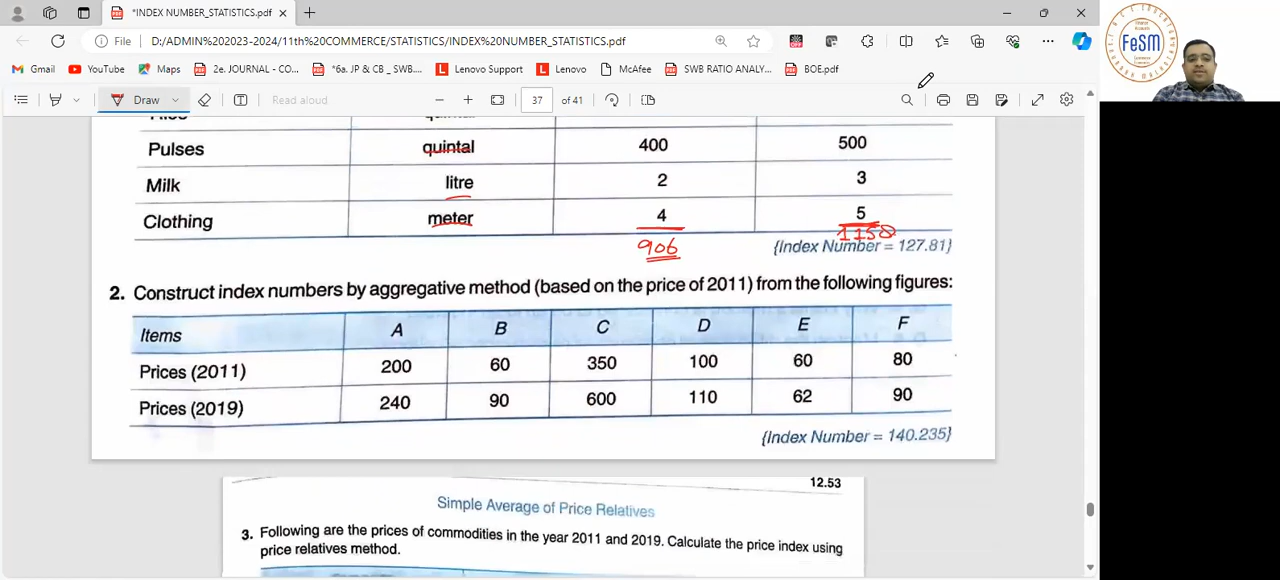 *INDEX NUMBER_STATISTICS.pdf
File
D:/ADMIN%202023-2024/11th%20COMMERCE/STATISTICS/INDEX%20NUMBER_STATISTICS.pdf
Gmail YouTube Maps 2e. JOURNAL - CO... *6a. JP & CB _ SWB... Lenovo Support Lenovo McAfee SWB RATIO ANALY... BOE.pdf
Draw Read aloud 37 of 41
FeSM
Pulses quintal 400 500
Milk litre 2 3
Clothing meter 4 5
906 1158
{Index Number = 127.81}
2. Construct index numbers by aggregative method (based on the price of 2011) from the following figures:
Items A B C D E F
Prices (2011) 200 60 350 100 60 80
Prices (2019) 240 90 600 110 62 90
{Index Number = 140.235}
12.53
Simple Average of Price Relatives
3. Following are the prices of commodities in the year 2011 and 2019. Calculate the price index using
price relatives method.